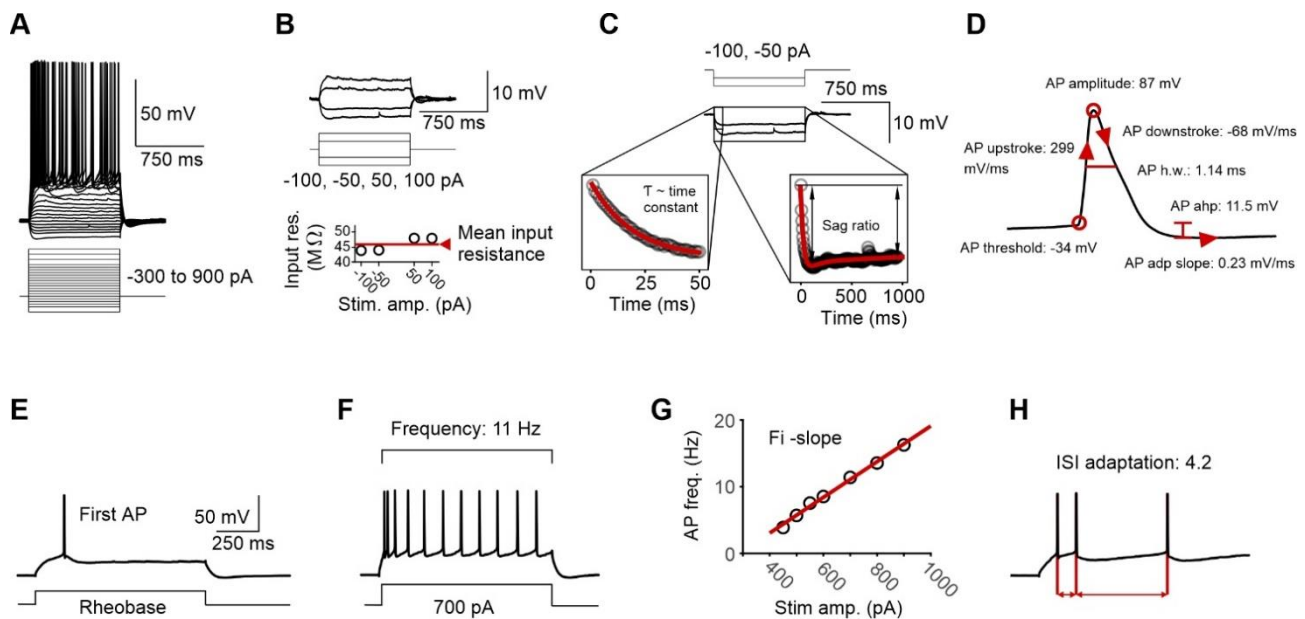 A
50 mV
750 ms
-300 to 900 pA
B
10 mV
750 ms
-100, -50, 50, 100 pA
Input res.
(MΩ)
50
45
40
-100
-50
50
100
Stim. amp. (pA)
Mean input
resistance
C
-100, -50 pA
750 ms
10 mV
Ƭ ~ time
constant
0
25
50
Time (ms)
Sag ratio
0
500
1000
Time (ms)
D
AP amplitude: 87 mV
AP downstroke: -68 mV/ms
AP upstroke: 299
mV/ms
AP h.w.: 1.14 ms
AP ahp: 11.5 mV
AP threshold: -34 mV
AP adp slope: 0.23 mV/ms
E
First AP
50 mV
250 ms
Rheobase
F
Frequency: 11 Hz
700 pA
G
Fi -slope
AP freq. (Hz)
20
10
0
400
600
800
1000
Stim amp. (pA)
H
ISI adaptation: 4.2